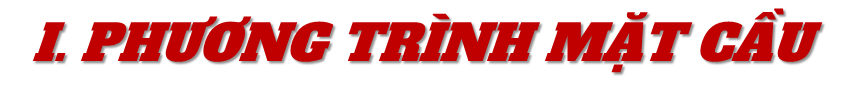 I. PHƯƠNG TRÌNH MẶT CẦU